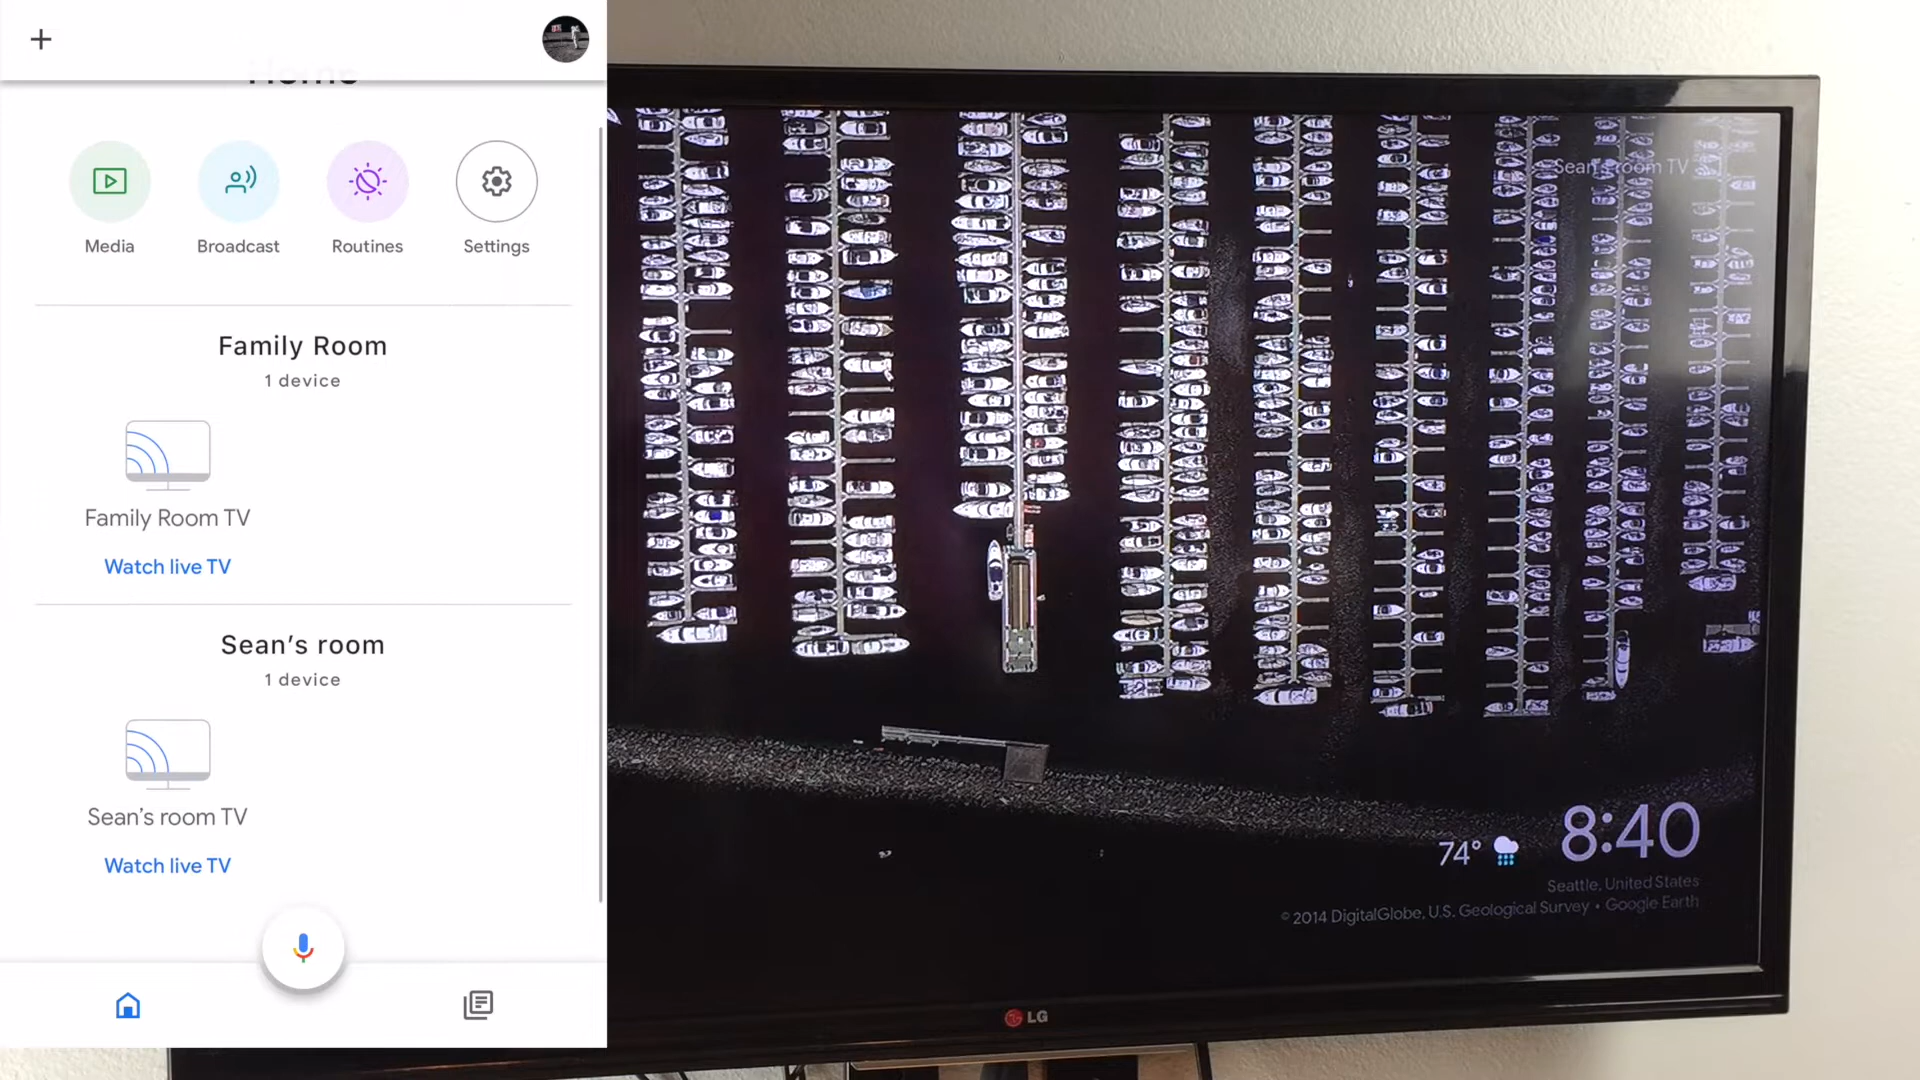 Home
Media
Broadcast
Routines
Settings
Family Room
1 device
Family Room TV
Watch live TV
Sean’s room
1 device
Sean’s room TV
Watch live TV
Sean's room TV
74°
8:40
Seattle, United States
© 2014 DigitalGlobe, U.S. Geological Survey • Google Earth
LG